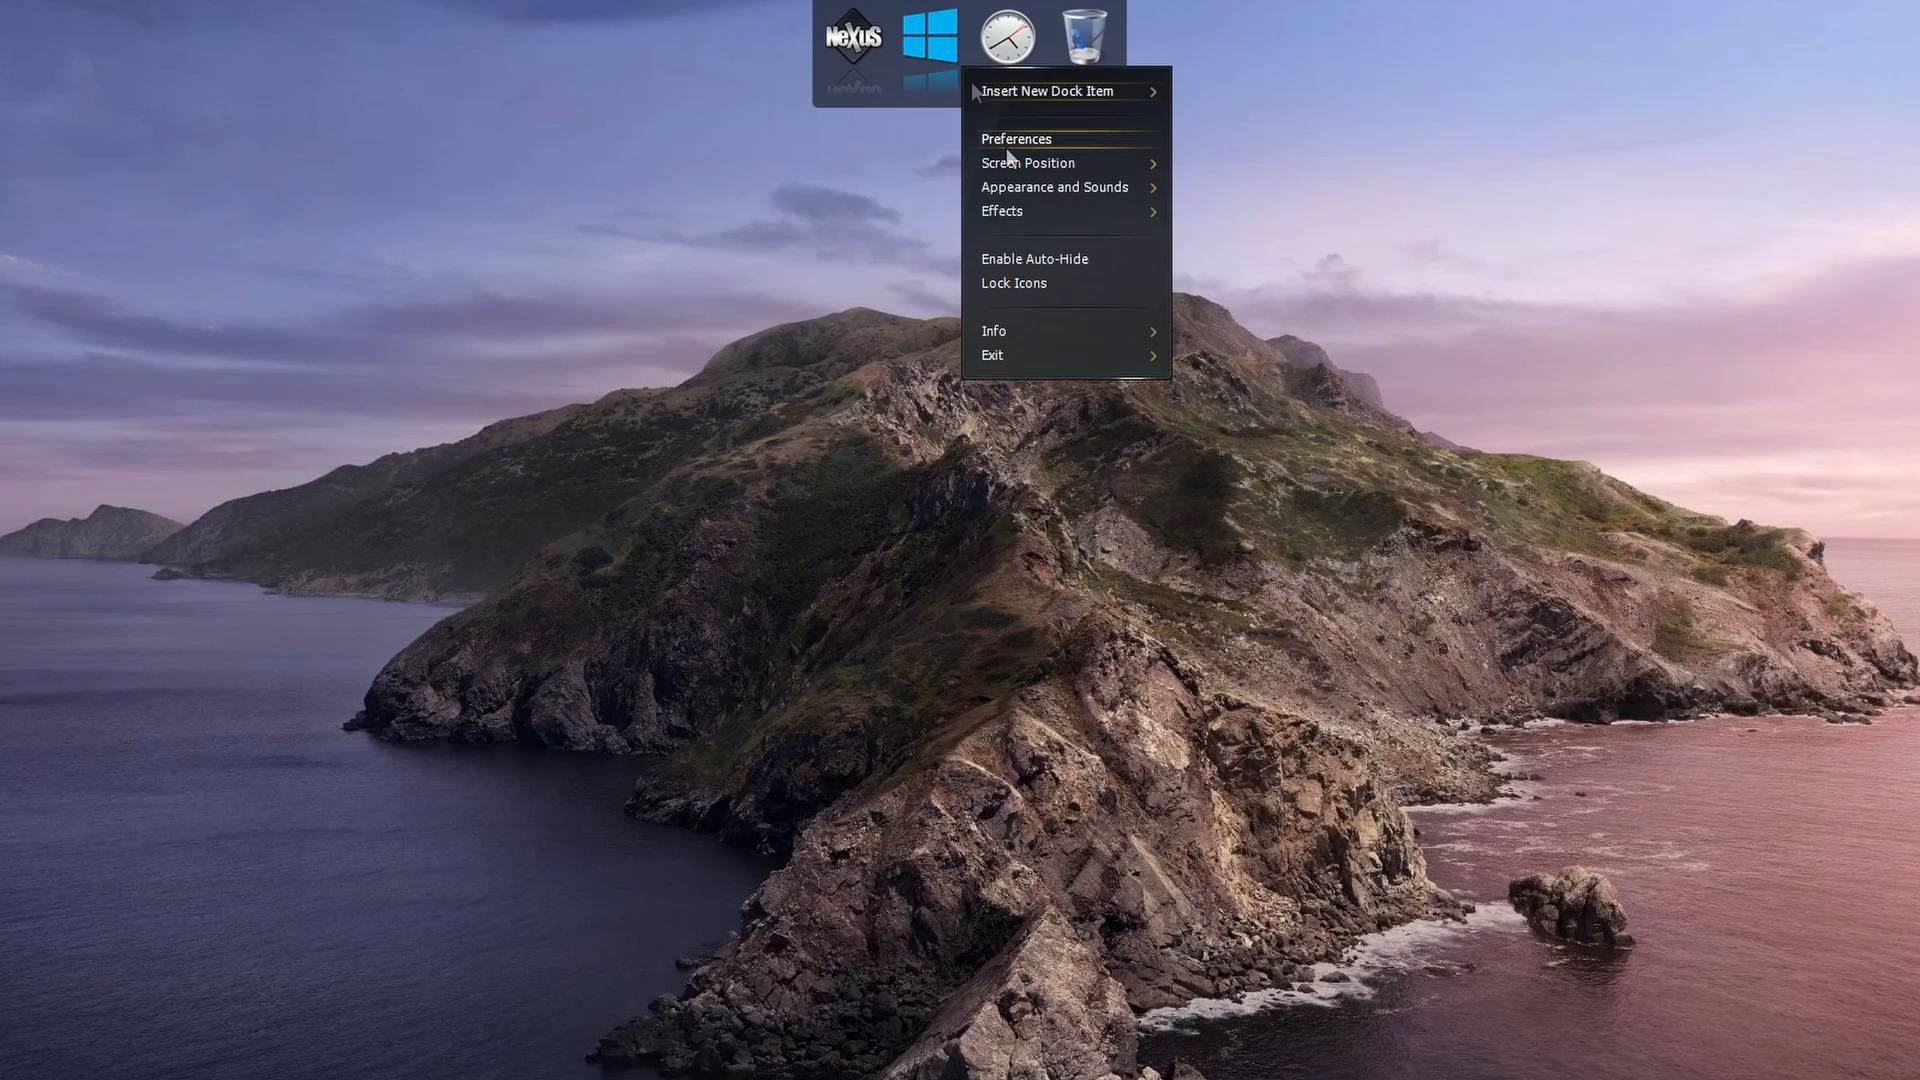 NeXuS
Insert New Dock Item
Preferences
Screen Position
Appearance and Sounds
Effects
Enable Auto-Hide
Lock Icons
Info
Exit